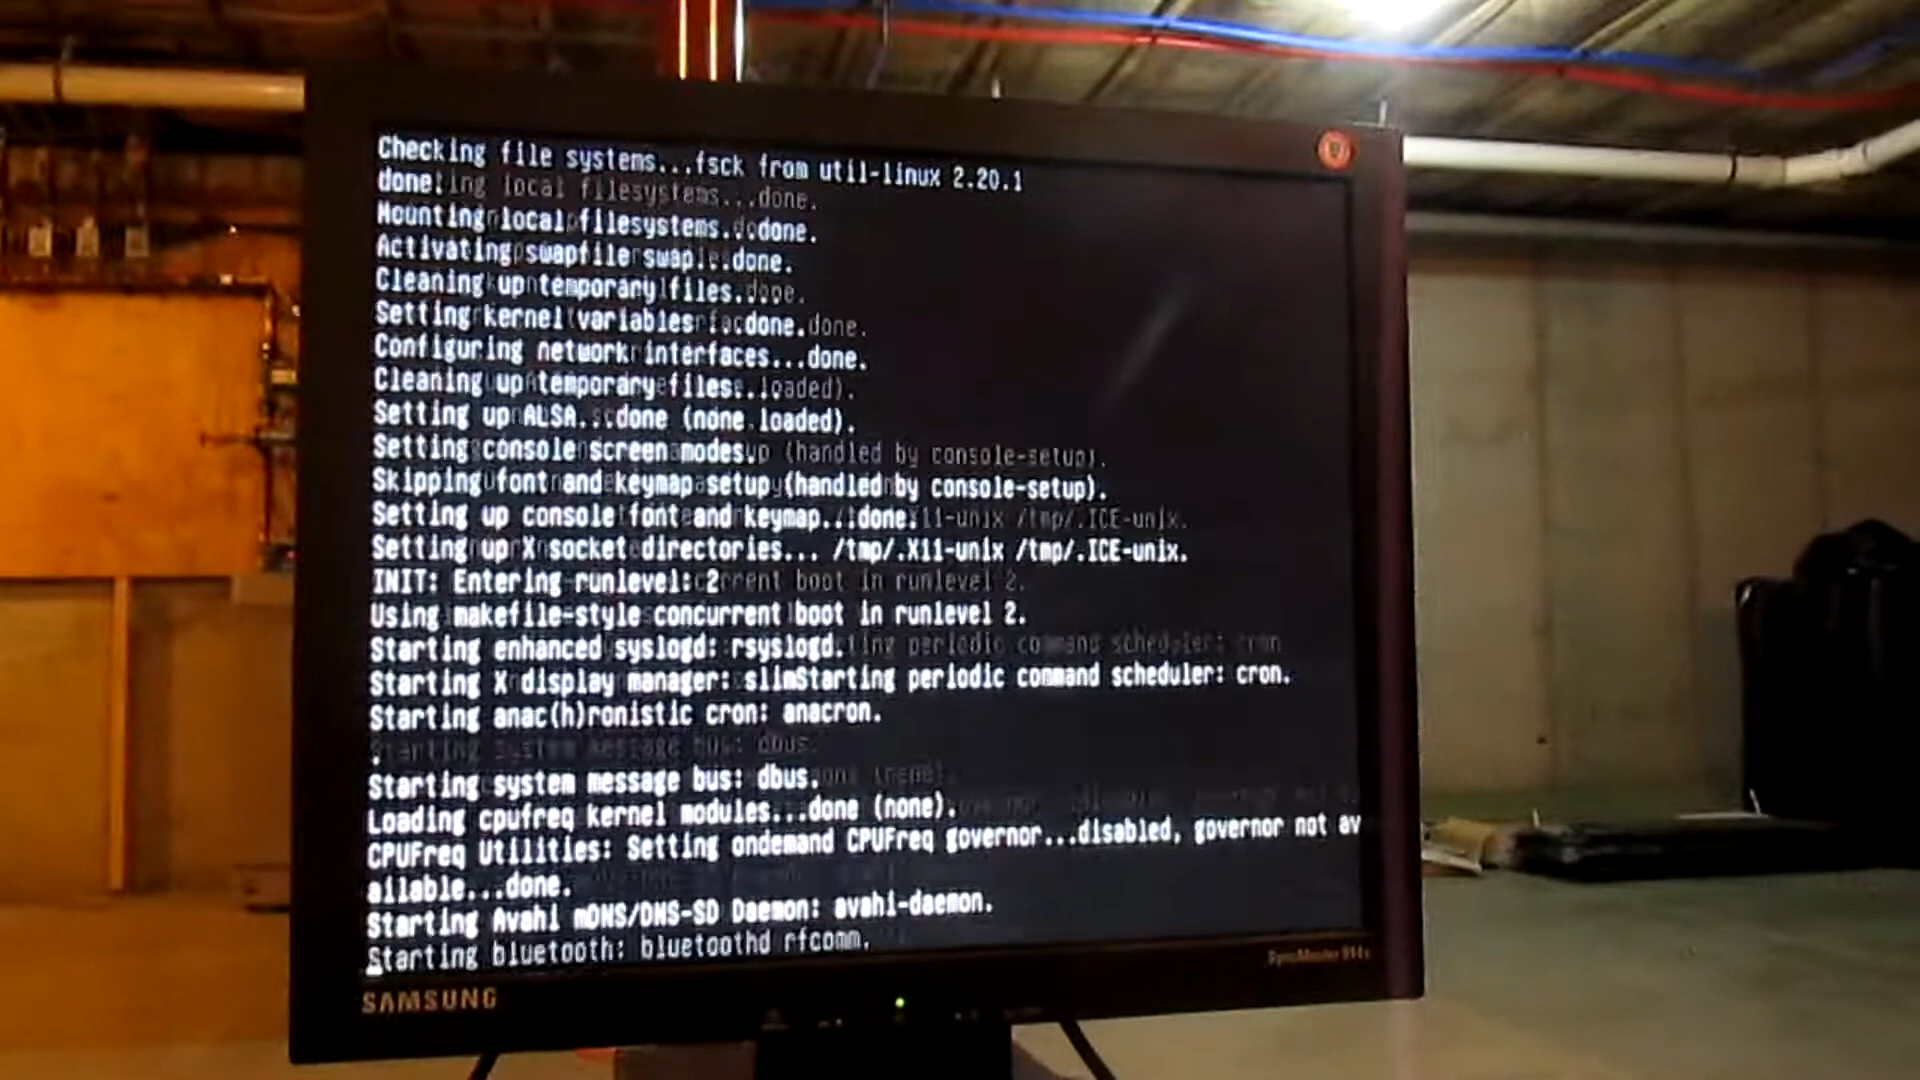 Checking file systems...fsck from util-linux 2.20.1
done.
Mounting local filesystems...done.
Activating swapfile swap...done.
Cleaning up temporary files...
Setting kernel variables ...done.
Configuring network interfaces...done.
Cleaning up temporary files...
Setting up ALSA...done (none loaded).
Setting console screen modes.
Skipping font and keymap setup (handled by console-setup).
Setting up console font and keymap...done.
Setting up X socket directories... /tmp/.X11-unix /tmp/.ICE-unix.
INIT: Entering runlevel: 2
Using makefile-style concurrent boot in runlevel 2.
Starting enhanced syslogd: rsyslogd.
Starting X display manager: slimStarting periodic command scheduler: cron.
Starting anac(h)ronistic cron: anacron.
.
Starting system message bus: dbus.
Loading cpufreq kernel modules...done (none).
CPUFreq Utilities: Setting ondemand CPUFreq governor...disabled, governor not av
ailable...done.
Starting Avahi mDNS/DNS-SD Daemon: avahi-daemon.
Starting bluetooth: bluetoothd rfcomm.
SAMSUNG
SyncMaster